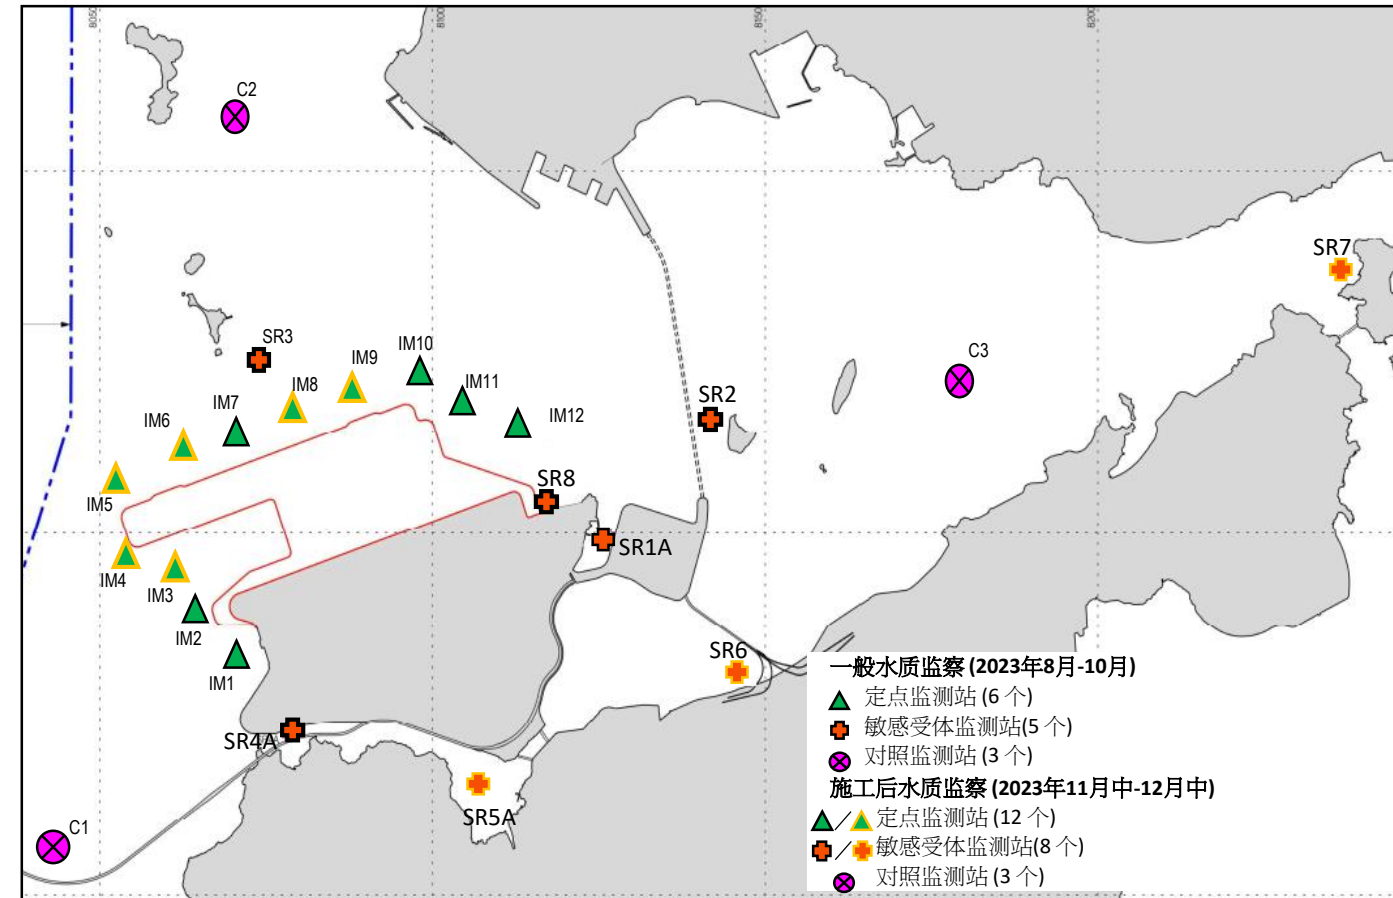 8050
8100
8150
8200
C2
SR7
SR3
IM10
C3
IM9
IM8
IM11
SR2
IM7
IM12
IM6
SR8
IM5
SR1A
IM4
IM3
IM2
SR6
IM1
SR4A
SR5A
C1
一般水质监察 (2023年8月-10月)
定点监测站 (6 个)
敏感受体监测站(5 个)
对照监测站 (3 个)
施工后水质监察 (2023年11月中-12月中)
/ 定点监测站 (12 个)
/ 敏感受体监测站(8 个)
对照监测站 (3 个)